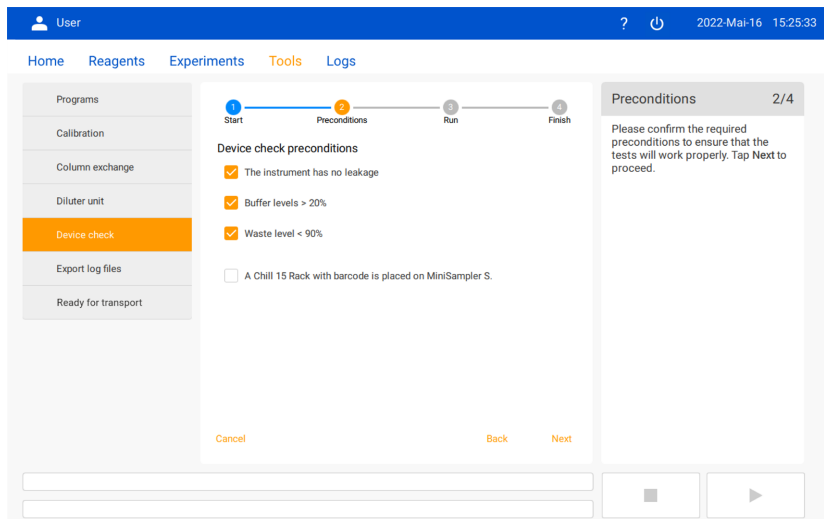 User
? 2022-Mai-16 15:25:33
Home Reagents Experiments Tools Logs
Programs
Calibration
Column exchange
Diluter unit
Device check
Export log files
Ready for transport
1 2 3 4
Start Preconditions Run Finish
Device check preconditions
The instrument has no leakage
Buffer levels > 20%
Waste level < 90%
A Chill 15 Rack with barcode is placed on MiniSampler S.
Cancel Back Next
Preconditions 2/4
Please confirm the required
preconditions to ensure that the
tests will work properly. Tap Next to
proceed.